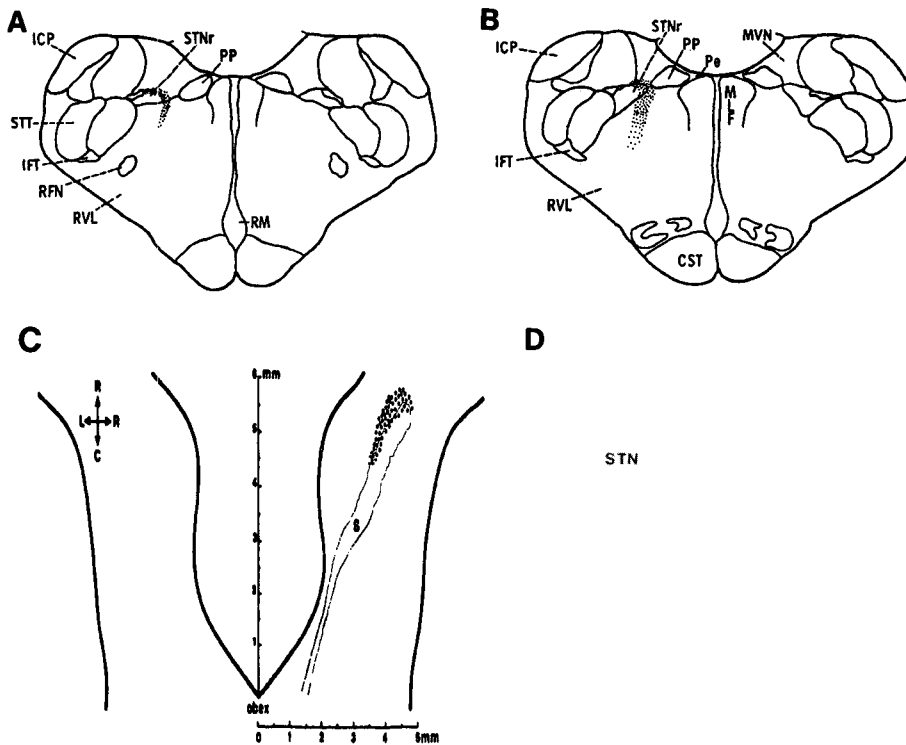 A
ICP
STNr
PP
STT
IFT
RFN
RVL
RM
B
ICP
STNr
PP
Pe
MVN
M
L
F
IFT
RVL
CST
C
R
L R
C
6 mm
5
4
3
2
1
S
obex
0 1 2 3 4 5mm
D
STN